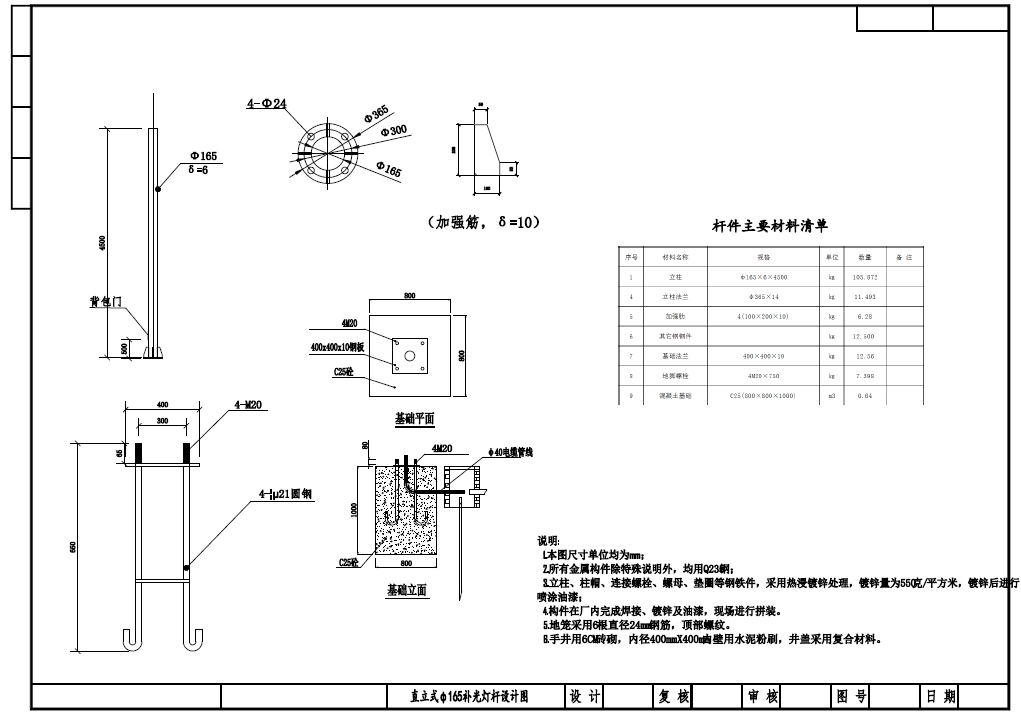 4-Φ24
Φ365
Φ300
Φ165
Φ165
δ=6
4500
背包门
500
50
200
50
100
（加强筋，δ=10）
杆件主要材料清单
序号 材料名称 规格 单位 数量 备注
1 立柱 Φ165×6×4500 kg 105.872
4 立柱法兰 Φ365×14 kg 11.493
5 加强肋 4(100×200×10) kg 6.28
6 其它钢钢件 kg 12.500
7 基础法兰 400×400×10 kg 12.56
8 地脚螺栓 4M20×750 kg 7.398
9 混凝土基础 C25(800×800×1000) m3 0.64
800
4M20
400x400x10钢板
C25砼
800
基础平面
400
300
4-M20
65
4-¦µ21圆钢
650
80
4M20
φ40电缆管线
1000
C25砼
800
基础立面
说明:
1.本图尺寸单位均为mm;
2.所有金属构件除特殊说明外，均用Q23钢;
3.立柱、柱帽、连接螺栓、螺母、垫圈等钢铁件，采用热浸镀锌处理，镀锌量为550克/平方米，镀锌后进行
喷涂油漆;
4.构件在厂内完成焊接、镀锌及油漆，现场进行拼装。
5.地笼采用6根直径24mm钢筋，顶部螺纹。
8.手井用6CM砖砌，内径400mmX400m内壁用水泥粉刷，井盖采用复合材料。
直立式φ165补光灯杆设计图 设计 复核 审核 图号 日期